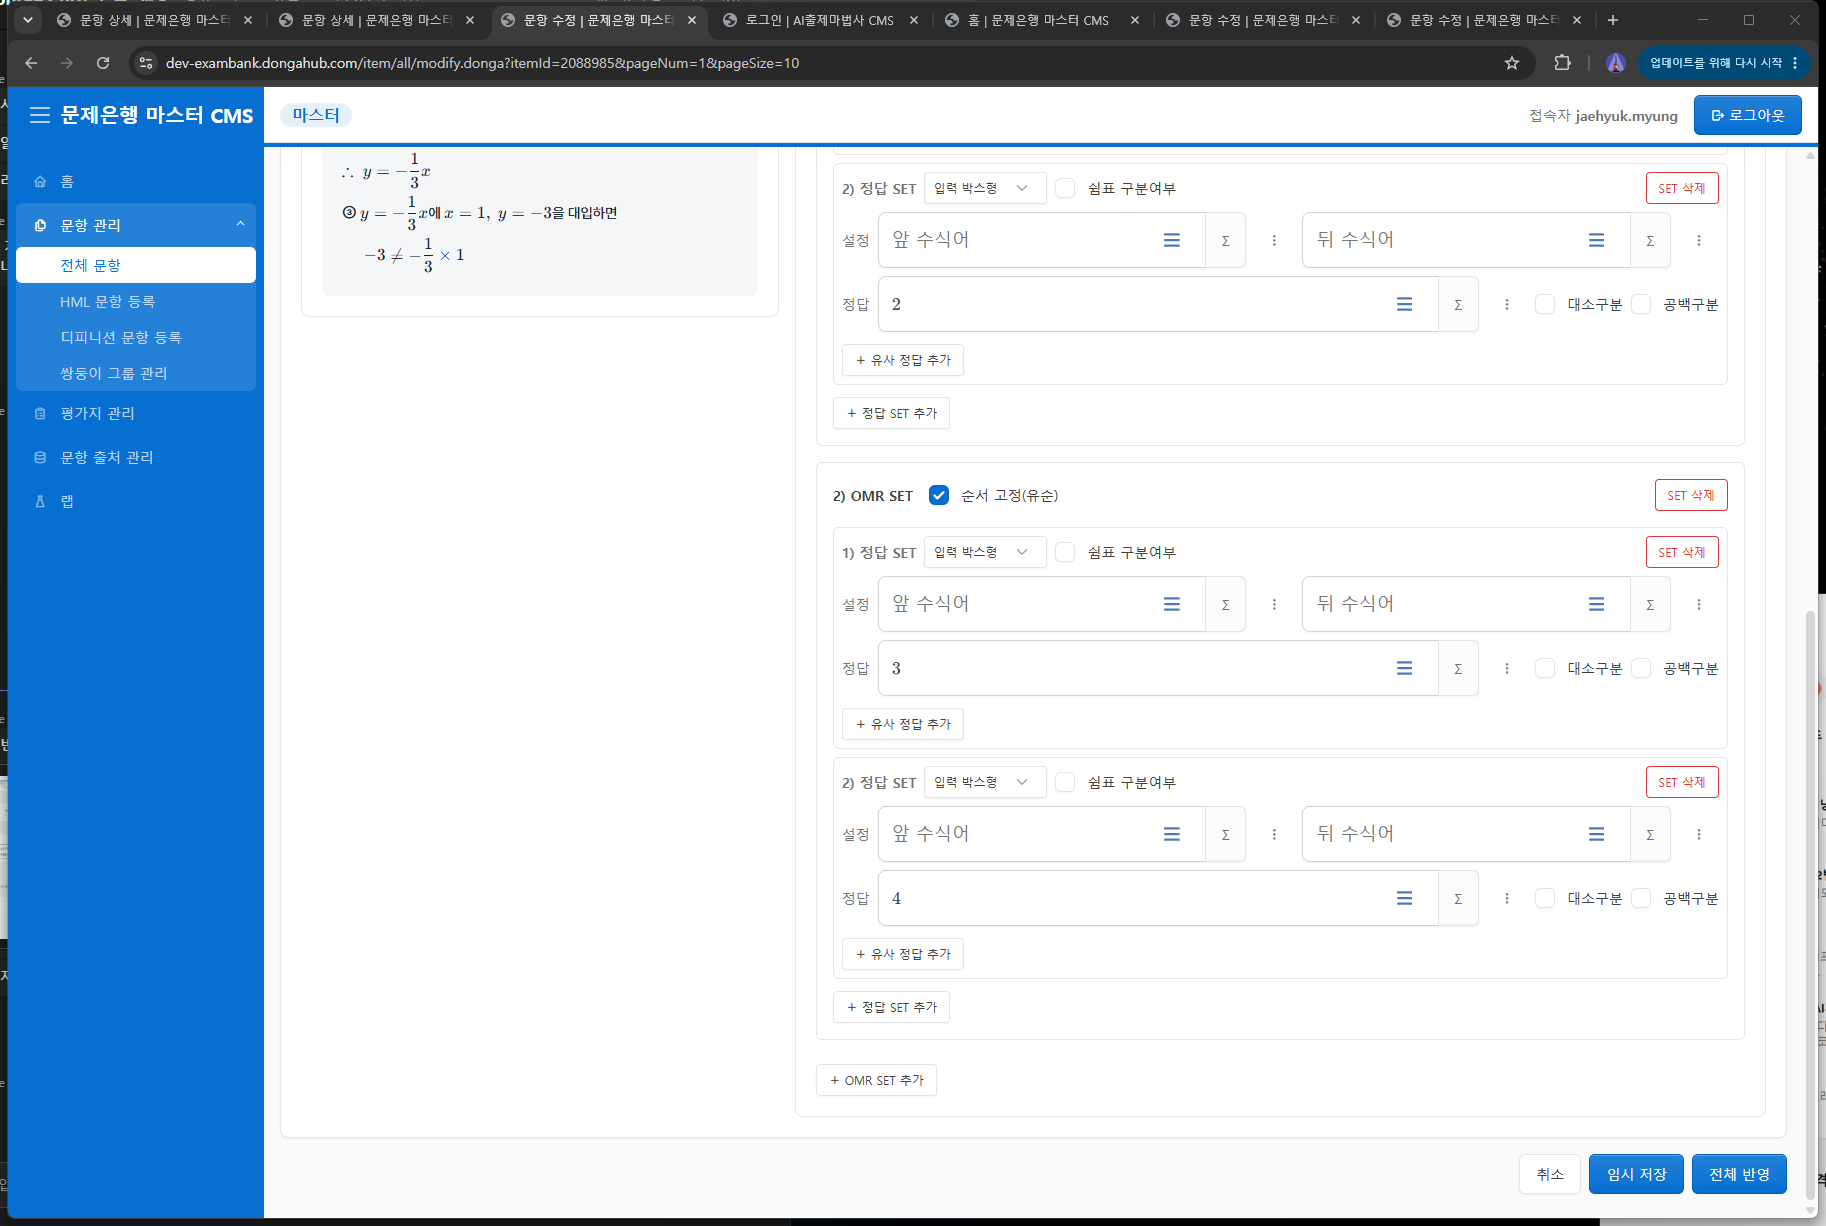 문항 상세 | 문제은행 마스터
문항 상세 | 문제은행 마스터
문항 수정 | 문제은행 마스터
로그인 | AI출제마법사 CMS
홈 | 문제은행 마스터 CMS
문항 수정 | 문제은행 마스터
문항 수정 | 문제은행 마스터
dev-exambank.dongahub.com/item/all/modify.donga?itemId=2088985&pageNum=1&pageSize=10
업데이트를 위해 다시 시작
문제은행 마스터 CMS
마스터
접속자 jaehyuk.myung
로그아웃
홈
문항 관리
전체 문항
HML 문항 등록
디피니션 문항 등록
쌍둥이 그룹 관리
평가지 관리
문항 출처 관리
랩
∴ y = −1/3 x
③ y = −1/3 x에 x = 1, y = −3을 대입하면
−3 ≠ −1/3 × 1
2) 정답 SET 입력 박스형 쉼표 구분여부 SET 삭제
설정 앞 수식어 Σ 뒤 수식어 Σ
정답 2 Σ 대소구분 공백구분
+ 유사 정답 추가
+ 정답 SET 추가
2) OMR SET 순서 고정(유순) SET 삭제
1) 정답 SET 입력 박스형 쉼표 구분여부 SET 삭제
설정 앞 수식어 Σ 뒤 수식어 Σ
정답 3 Σ 대소구분 공백구분
+ 유사 정답 추가
2) 정답 SET 입력 박스형 쉼표 구분여부 SET 삭제
설정 앞 수식어 Σ 뒤 수식어 Σ
정답 4 Σ 대소구분 공백구분
+ 유사 정답 추가
+ 정답 SET 추가
+ OMR SET 추가
취소 임시 저장 전체 반영